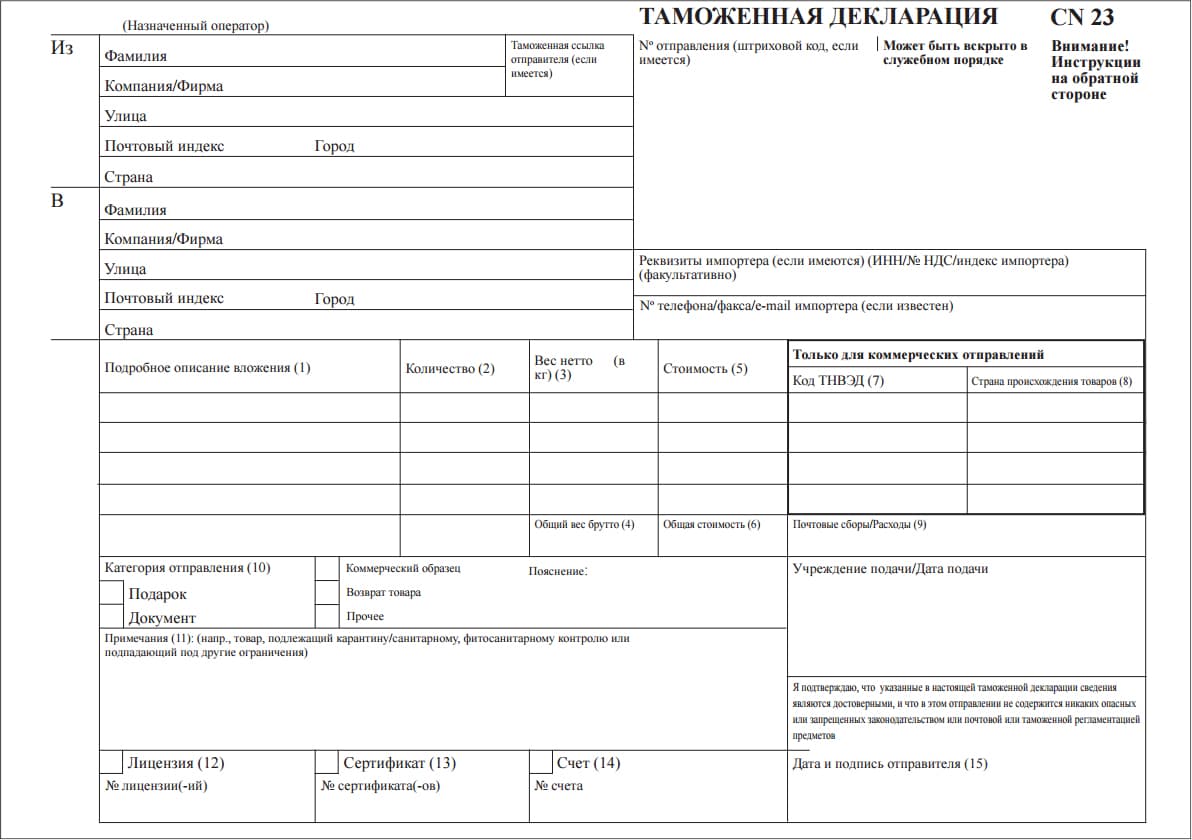 (Назначенный оператор)
ТАМОЖЕННАЯ ДЕКЛАРАЦИЯ
CN 23
Из
Фамилия
Таможенная ссылка
отправителя (если
имеется)
Компания/Фирма
Улица
Почтовый индекс Город
Страна
№ отправления (штриховой код, если
имеется)
Может быть вскрыто в
служебном порядке
Внимание!
Инструкции
на обратной
стороне
В
Фамилия
Компания/Фирма
Улица
Почтовый индекс Город
Страна
Реквизиты импортера (если имеются) (ИНН/№ НДС/индекс импортера)
(факультативно)
№ телефона/факса/e-mail импортера (если известен)
Подробное описание вложения (1)
Количество (2)
Вес нетто (в
кг) (3)
Стоимость (5)
Только для коммерческих отправлений
Код ТНВЭД (7)
Страна происхождения товаров (8)
Общий вес брутто (4)
Общая стоимость (6)
Почтовые сборы/Расходы (9)
Категория отправления (10)
Коммерческий образец
Пояснение:
Подарок
Возврат товара
Документ
Прочее
Учреждение подачи/Дата подачи
Примечания (11): (напр., товар, подлежащий карантину/санитарному, фитосанитарному контролю или
подпадающий под другие ограничения)
Я подтверждаю, что указанные в настоящей таможенной декларации сведения
являются достоверными, и что в этом отправлении не содержится никаких опасных
или запрещенных законодательством или почтовой или таможенной регламентацией
предметов
Лицензия (12)
№ лицензии(-ий)
Сертификат (13)
№ сертификата(-ов)
Счет (14)
№ счета
Дата и подпись отправителя (15)